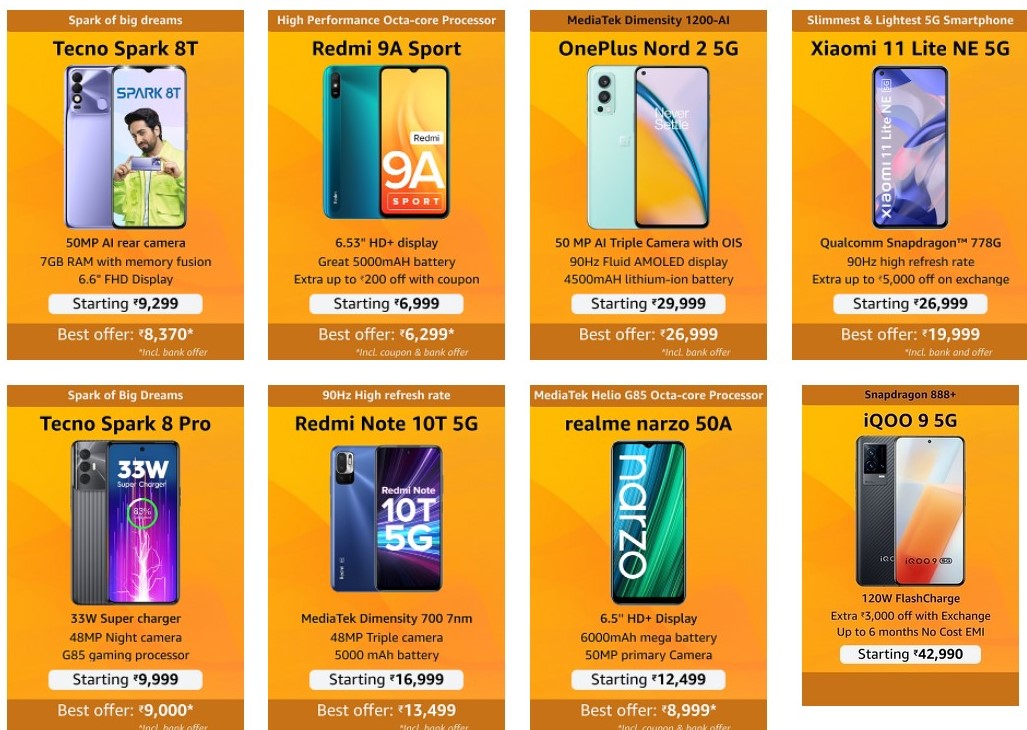 Spark of big dreams
Tecno Spark 8T
SPARK 8T
50MP AI rear camera
7GB RAM with memory fusion
6.6" FHD Display
Starting ₹9,299
Best offer: ₹8,370*
*Incl. bank offer
High Performance Octa-core Processor
Redmi 9A Sport
Redmi
9A
SPORT
6.53" HD+ display
Great 5000mAH battery
Extra up to ₹200 off with coupon
Starting ₹6,999
Best offer: ₹6,299*
*Incl. coupon & bank offer
MediaTek Dimensity 1200-AI
OnePlus Nord 2 5G
Never
Settle
50 MP AI Triple Camera with OIS
90Hz Fluid AMOLED display
4500mAH lithium-ion battery
Starting ₹29,999
Best offer: ₹26,999
*Incl. bank offer
Slimmest & Lightest 5G Smartphone
Xiaomi 11 Lite NE 5G
Xiaomi 11 Lite NE 5G
Qualcomm Snapdragon™ 778G
90Hz high refresh rate
Extra up to ₹5,000 off on exchange
Starting ₹26,999
Best offer: ₹19,999
*Incl. bank and offer
Spark of Big Dreams
Tecno Spark 8 Pro
33W
Super Charger
83%
33W Super charger
48MP Night camera
G85 gaming processor
Starting ₹9,999
Best offer: ₹9,000*
*Incl. bank offer
90Hz High refresh rate
Redmi Note 10T 5G
Redmi Note
10T
5G
MediaTek Dimensity 700 7nm
48MP Triple camera
5000 mAh battery
Starting ₹16,999
Best offer: ₹13,499
*Incl. bank offer
MediaTek Helio G85 Octa-core Processor
realme narzo 50A
narzo
6.5" HD+ Display
6000mAh mega battery
50MP primary Camera
Starting ₹12,499
Best offer: ₹8,999*
*Incl. coupon & bank offer
Snapdragon 888+
iQOO 9 5G
iQOO 9 5G
120W FlashCharge
Extra ₹3,000 off with Exchange
Up to 6 months No Cost EMI
Starting ₹42,990